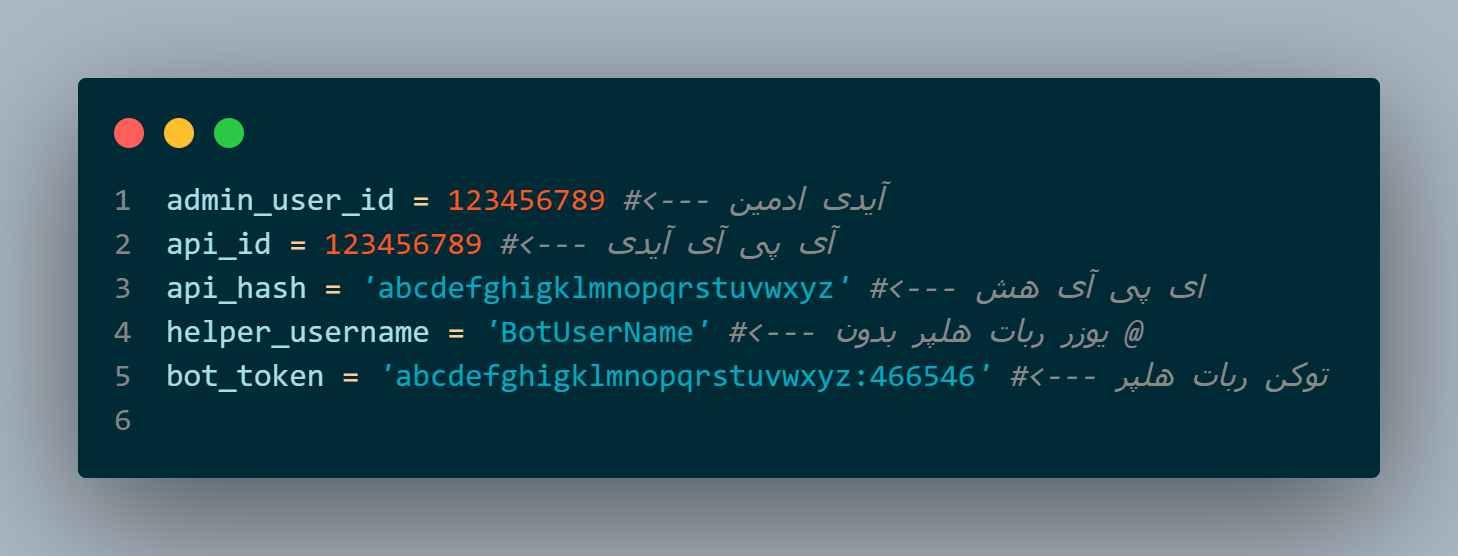 1 admin_user_id = 123456789 #<--- آیدی ادمین
2 api_id = 123456789 #<--- آی پی آی آیدی
3 api_hash = 'abcdefghigklmnopqrstuvwxyz' #<--- ای پی آی هش
4 helper_username = 'BotUserName' #<--- یوزر ربات هلپر بدون @
5 bot_token = 'abcdefghigklmnopqrstuvwxyz:466546' #<--- توکن ربات هلپر
6